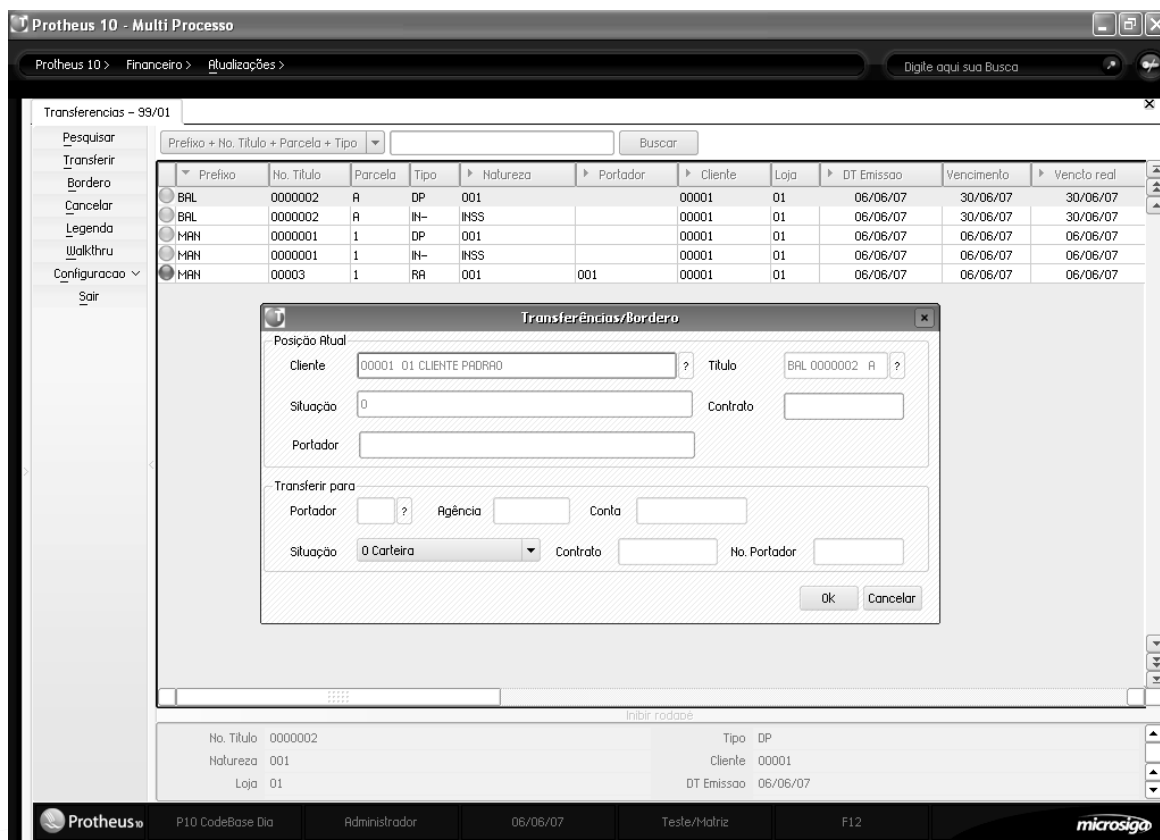 Protheus 10 - Multi Processo
Protheus 10 > Financeiro > Atualizações >
Digite aqui sua Busca
Transferencias - 99/01
Pesquisar
Transferir
Bordero
Cancelar
Legenda
Walkthru
Configuracao
Sair
Prefixo + No. Titulo + Parcela + Tipo
Buscar
Prefixo No. Titulo Parcela Tipo Natureza Portador Cliente Loja DT Emissao Vencimento Vencto real
BAL 0000002 A DP 001 00001 01 06/06/07 30/06/07 30/06/07
BAL 0000002 A IN- INSS 00001 01 06/06/07 30/06/07 30/06/07
MAN 0000001 1 DP 001 00001 01 06/06/07 06/06/07 06/06/07
MAN 0000001 1 IN- INSS 00001 01 06/06/07 06/06/07 06/06/07
MAN 00003 1 RA 001 001 00001 01 06/06/07 06/06/07 06/06/07
Transferências/Bordero
Posição Atual
Cliente 00001 01 CLIENTE PADRAO ? Título BAL 0000002 A ?
Situação 0 Contrato
Portador
Transferir para
Portador ? Agência Conta
Situação 0 Carteira Contrato No. Portador
Ok Cancelar
Inibir rodapé
No. Titulo 0000002 Tipo DP
Natureza 001 Cliente 00001
Loja 01 DT Emissao 06/06/07
Protheus 10 P10 CodeBase Dia Administrador 06/06/07 Teste/Matriz F12 microsiga